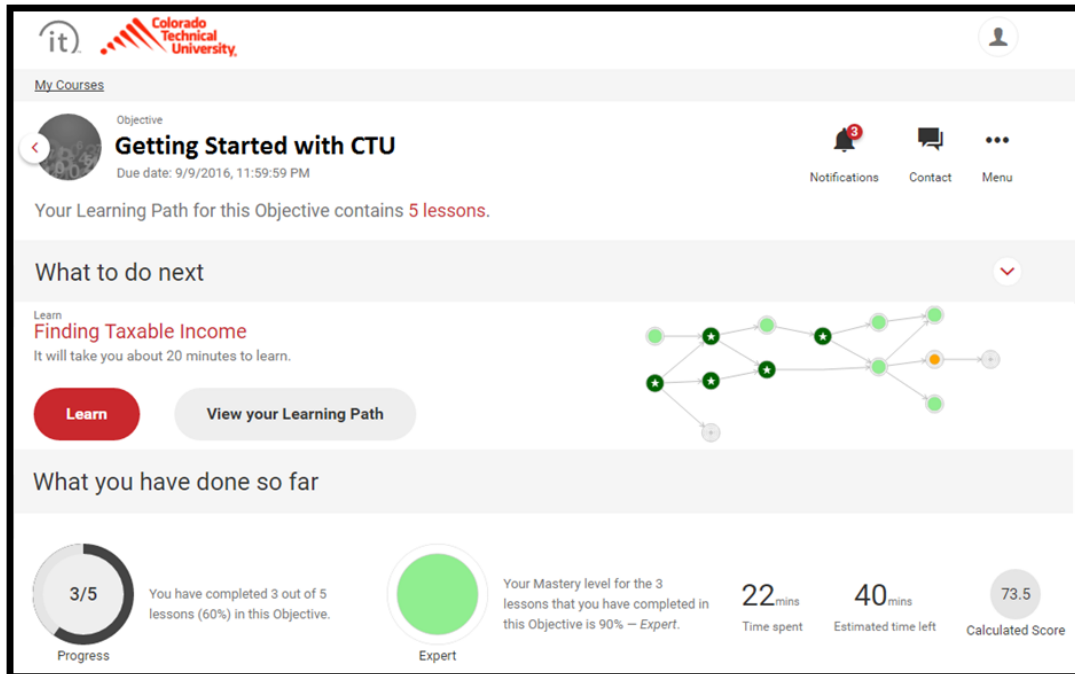 it)
Colorado
Technical
University
My Courses
Objective
Getting Started with CTU
Due date: 9/9/2016, 11:59:59 PM
3
Notifications
Contact
Menu
Your Learning Path for this Objective contains 5 lessons.
What to do next
Learn
Finding Taxable Income
It will take you about 20 minutes to learn.
Learn
View your Learning Path
What you have done so far
3/5
Progress
You have completed 3 out of 5
lessons (60%) in this Objective.
Expert
Your Mastery level for the 3
lessons that you have completed in
this Objective is 90% — Expert.
22 mins
Time spent
40 mins
Estimated time left
73.5
Calculated Score